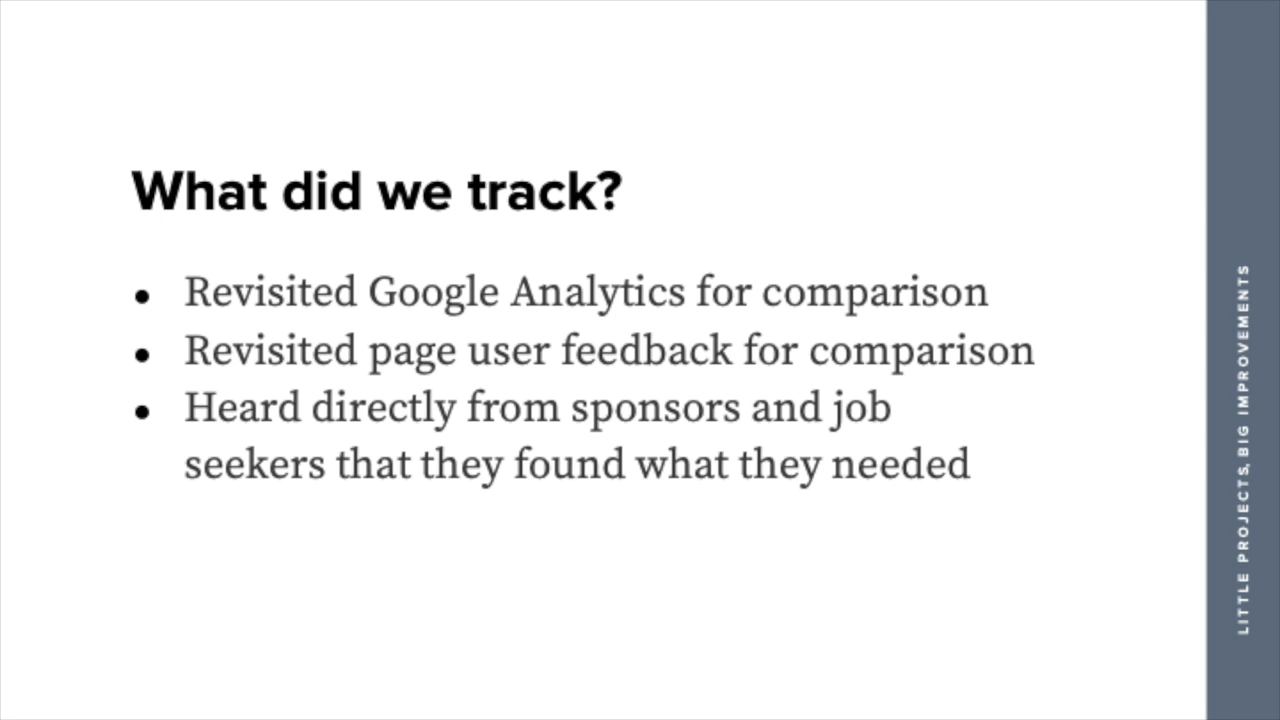 What did we track?
● Revisited Google Analytics for comparison
● Revisited page user feedback for comparison
● Heard directly from sponsors and job
seekers that they found what they needed
LITTLE PROJECTS, BIG IMPROVEMENTS